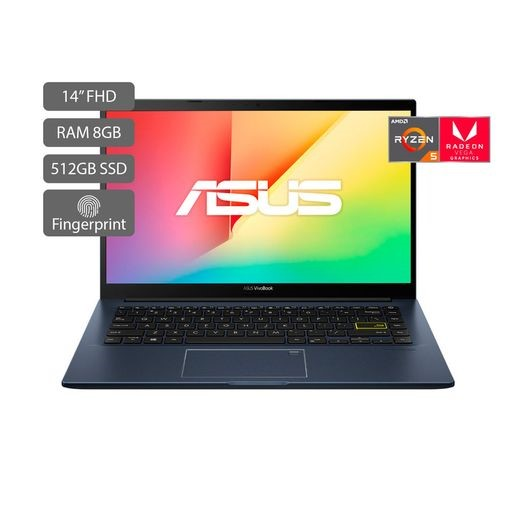 14” FHD
RAM 8GB
512GB SSD
Fingerprint
AMD
RYZEN
5
RADEON
VEGA
GRAPHICS
ASUS
ASUS VivoBook